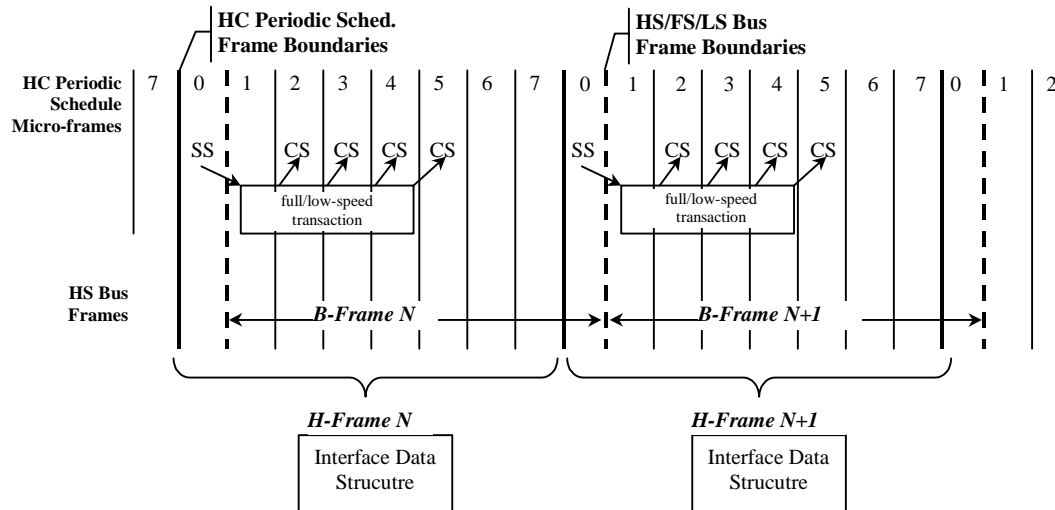 HC Periodic Sched.
Frame Boundaries
HS/FS/LS Bus
Frame Boundaries
HC Periodic
Schedule
Micro-frames
7 0 1 2 3 4 5 6 7 0 1 2 3 4 5 6 7 0 1 2
SS CS CS CS CS SS CS CS CS CS
full/low-speed
transaction
full/low-speed
transaction
HS Bus
Frames
B-Frame N B-Frame N+1
H-Frame N H-Frame N+1
Interface Data
Strucutre
Interface Data
Strucutre